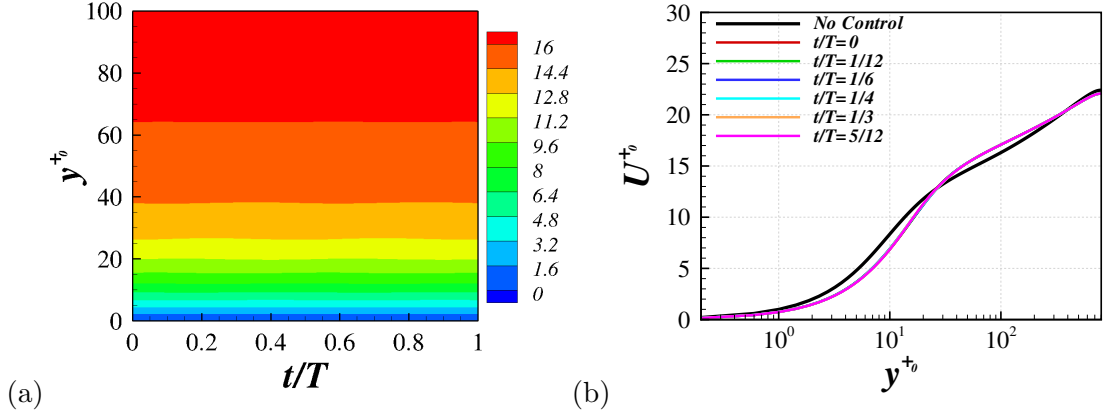 100
80
60
40
20
0
y⁺⁰
0
0.2
0.4
0.6
0.8
1
t/T
16
14.4
12.8
11.2
9.6
8
6.4
4.8
3.2
1.6
0
(a)
30
25
20
15
10
5
0
U⁺⁰
No Control
t/T= 0
t/T= 1/12
t/T= 1/6
t/T= 1/4
t/T= 1/3
t/T= 5/12
10⁰
10¹
10²
y⁺⁰
(b)